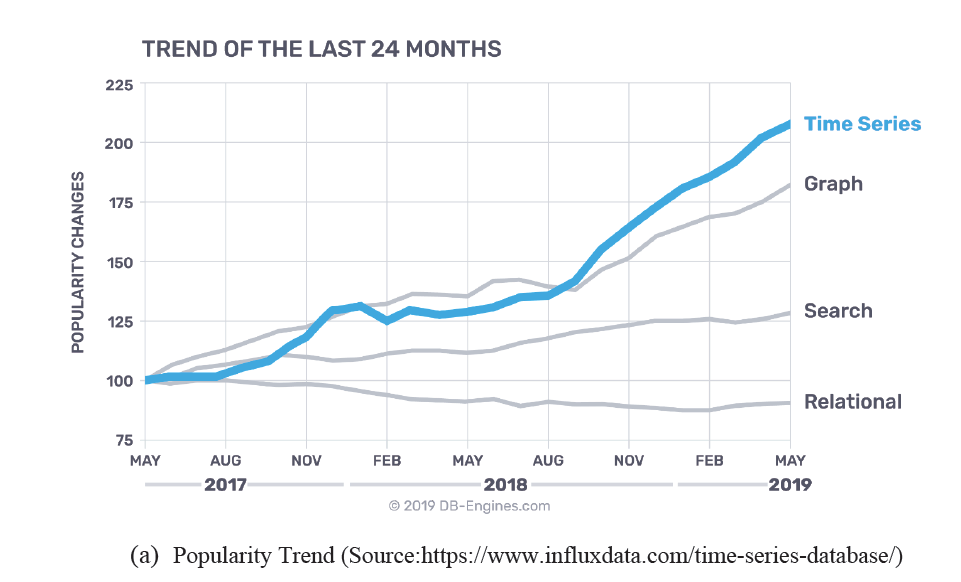 TREND OF THE LAST 24 MONTHS
225
200
175
150
125
100
75
POPULARITY CHANGES
Time Series
Graph
Search
Relational
MAY AUG NOV FEB MAY AUG NOV FEB MAY
2017 2018 2019
© 2019 DB-Engines.com
(a) Popularity Trend (Source:https://www.influxdata.com/time-series-database/)